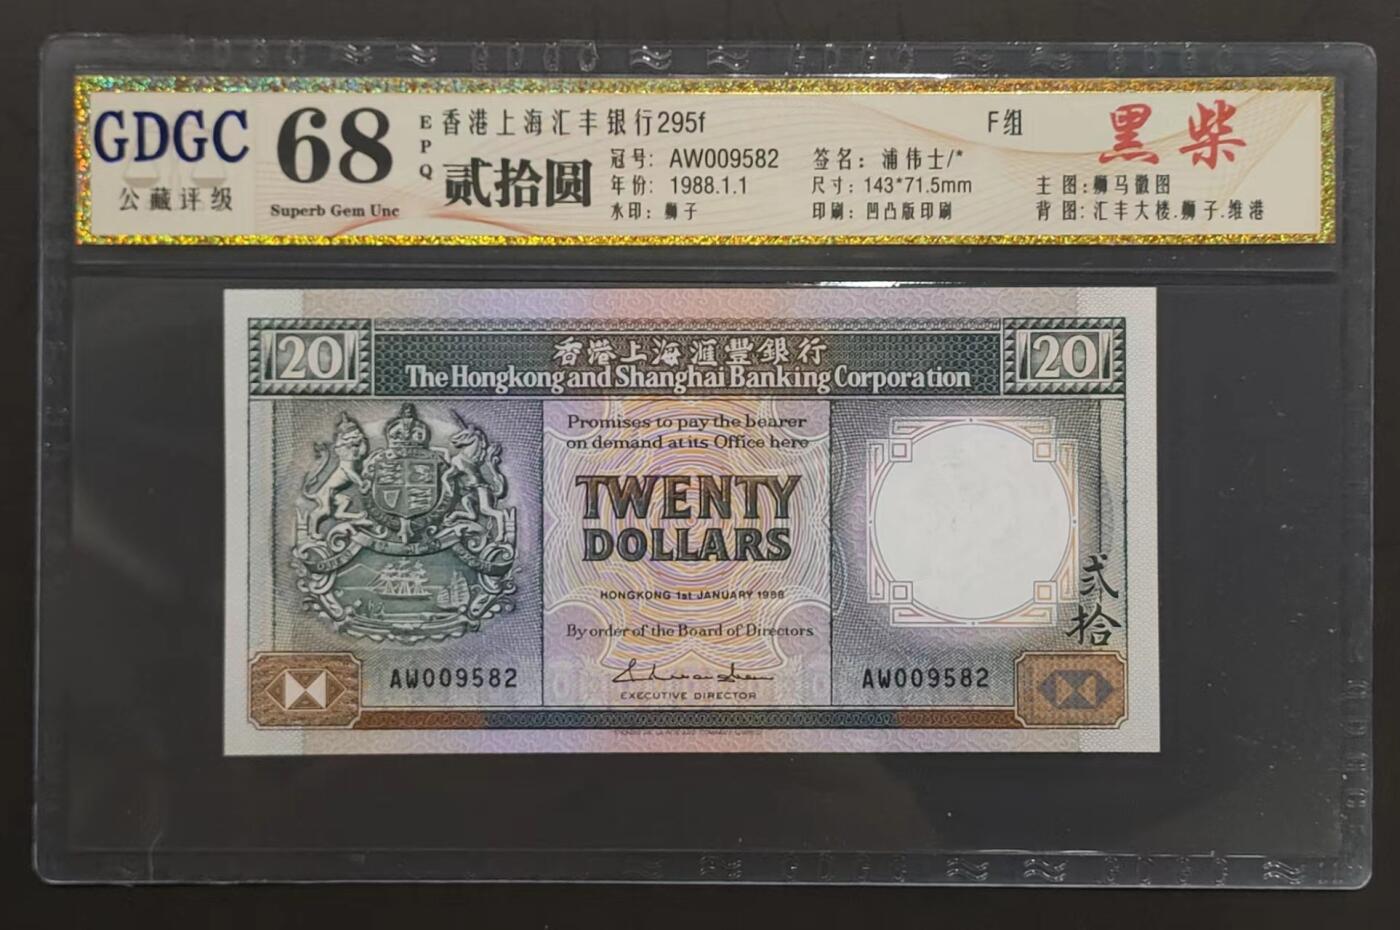 GDGC
公藏评级
68
EPQ
Superb Gem Unc
香港上海汇丰银行295f
贰拾圆
冠号: AW009582
年份: 1988.1.1
水印: 狮子
签名: 浦伟士/*
尺寸: 143*71.5mm
印刷: 凹凸版印刷
F组
黑柴
主图:狮马徽图
背图:汇丰大楼.狮子.维港
20
香港上海滙豐銀行
20
The Hongkong and Shanghai Banking Corporation
Promises to pay the bearer
on demand at its Office here
TWENTY
DOLLARS
HONGKONG 1st JANUARY 1988
By order of the Board of Directors
EXECUTIVE DIRECTOR
AW009582
AW009582
弍拾